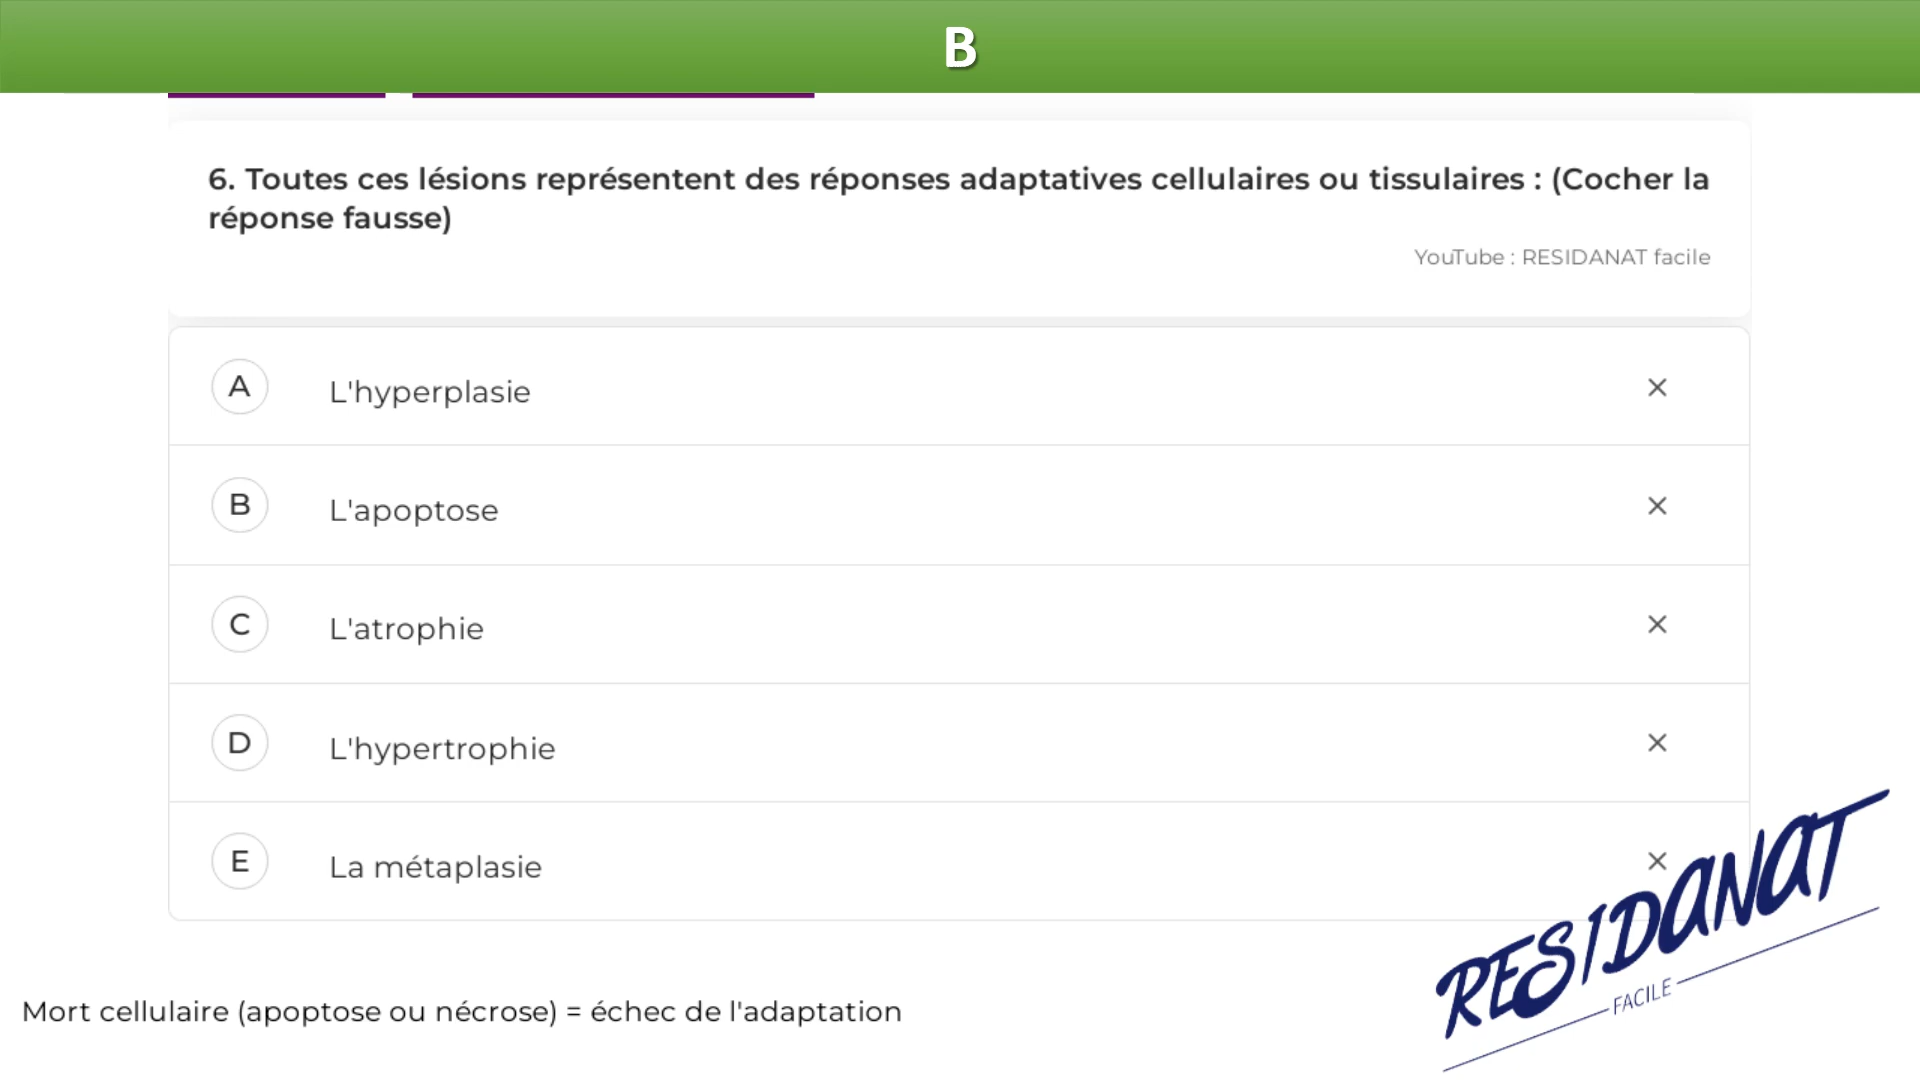 B
6. Toutes ces lésions représentent des réponses adaptatives cellulaires ou tissulaires : (Cocher la
réponse fausse)
YouTube : RESIDANAT facile
A L'hyperplasie
B L'apoptose
C L'atrophie
D L'hypertrophie
E La métaplasie
RESIDANAT
FACILE
Mort cellulaire (apoptose ou nécrose) = échec de l'adaptation